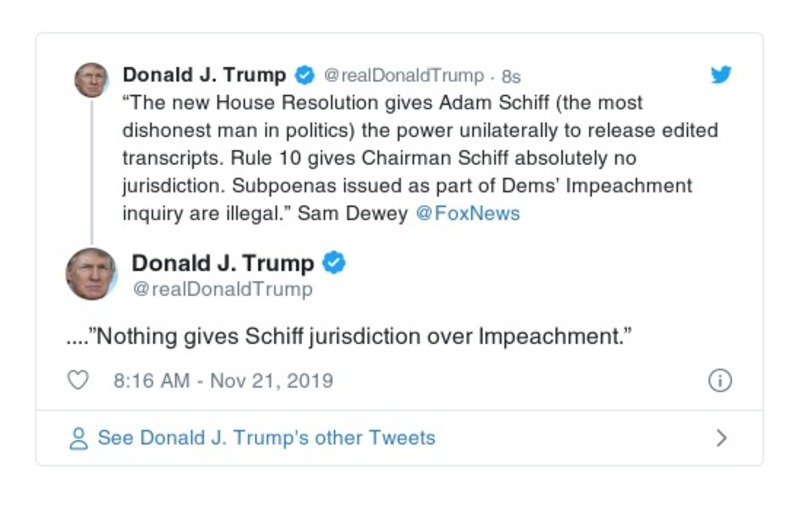 Donald J. Trump @realDonaldTrump · 8s
“The new House Resolution gives Adam Schiff (the most
dishonest man in politics) the power unilaterally to release edited
transcripts. Rule 10 gives Chairman Schiff absolutely no
jurisdiction. Subpoenas issued as part of Dems’ Impeachment
inquiry are illegal.” Sam Dewey @FoxNews
Donald J. Trump
@realDonaldTrump
....”Nothing gives Schiff jurisdiction over Impeachment.”
8:16 AM - Nov 21, 2019
See Donald J. Trump's other Tweets